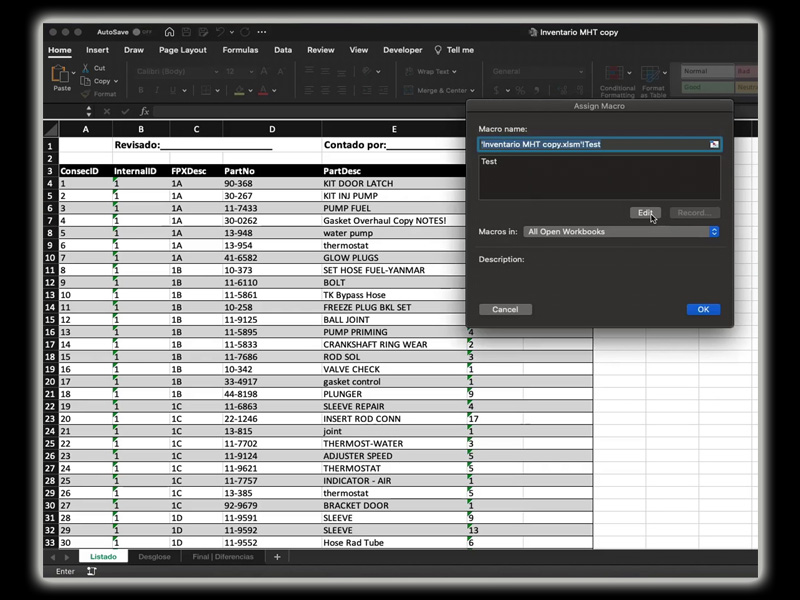 AutoSave OFF
Inventario MHT copy
Home Insert Draw Page Layout Formulas Data Review View Developer Tell me
Paste
Cut
Copy
Format
Calibri (Body) 12
Wrap Text
Merge & Center
General
Conditional Formatting
Format as Table
Normal Bad
Good
fx
A B C D E
1 Revisado: Contado por:
2
3 ConsecID InternalID FPXDesc PartNo PartDesc
4 1 1 1A 90-368 KIT DOOR LATCH
5 2 1 1A 30-267 KIT INJ PUMP
6 3 1 1A 11-7433 PUMP FUEL
7 4 1 1A 30-0262 Gasket Overhaul Copy NOTES!
8 5 1 1A 13-948 water pump
9 6 1 1A 13-954 thermostat
10 7 1 1A 41-6582 GLOW PLUGS
11 8 1 1B 10-373 SET HOSE FUEL-YANMAR
12 9 1 1B 11-6110 BOLT
13 10 1 1B 11-5861 TK Bypass Hose
14 11 1 1B 10-258 FREEZE PLUG BKL SET
15 12 1 1B 11-9125 BALL JOINT
16 13 1 1B 11-5895 PUMP PRIMING 4
17 14 1 1B 11-5833 CRANKSHAFT RING WEAR 2
18 15 1 1B 11-7686 ROD SOL 3
19 16 1 1B 10-342 VALVE CHECK 1
20 17 1 1B 33-4917 gasket control 1
21 18 1 1B 44-8198 PLUNGER 9
22 19 1 1C 11-6863 SLEEVE REPAIR 4
23 20 1 1C 22-1246 INSERT ROD CONN 17
24 21 1 1C 13-815 joint 1
25 22 1 1C 11-7702 THERMOST-WATER 3
26 23 1 1C 11-9124 ADJUSTER SPEED 5
27 24 1 1C 11-9621 THERMOSTAT 5
28 25 1 1C 11-7757 INDICATOR - AIR 1
29 26 1 1C 13-385 thermostat 5
30 27 1 1C 92-9679 BRACKET DOOR 1
31 28 1 1D 11-9591 SLEEVE 9
32 29 1 1D 11-9592 SLEEVE 13
33 30 1 1D 11-9552 Hose Rad Tube 6
Assign Macro
Macro name:
'Inventario MHT copy.xlsm'!Test
Test
Edit Record...
Macros in: All Open Workbooks
Description:
Cancel OK
Listado Desglose Final | Diferencias +
Enter